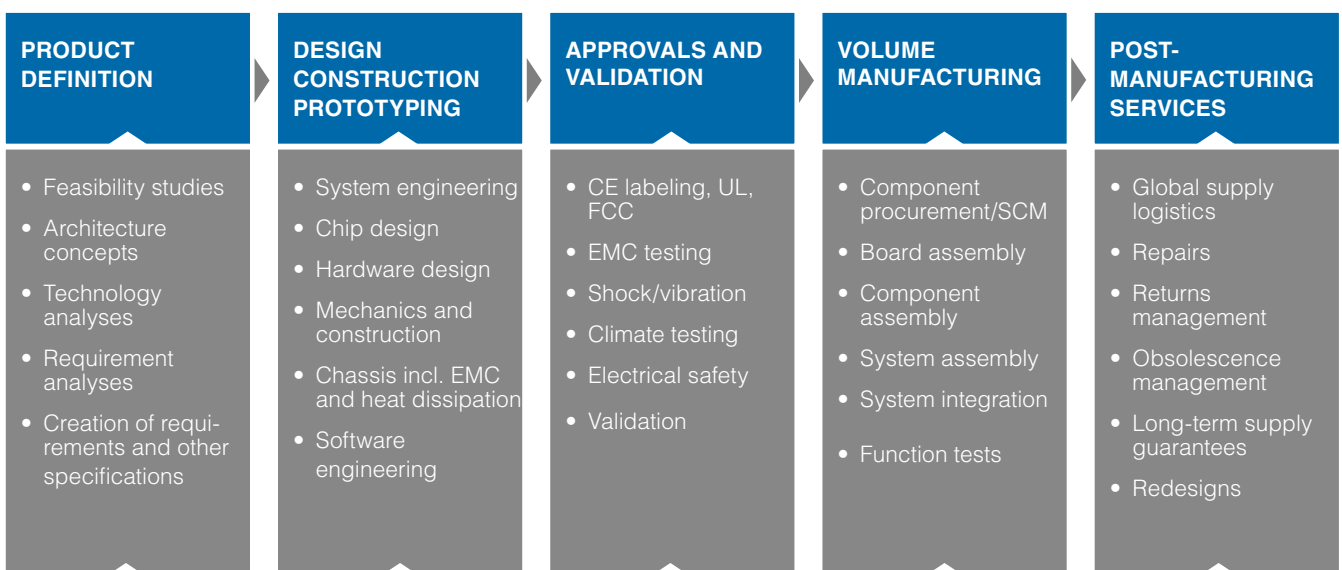 PRODUCT
DEFINITION
• Feasibility studies
• Architecture
concepts
• Technology
analyses
• Requirement
analyses
• Creation of requi-
rements and other
specifications
DESIGN
CONSTRUCTION
PROTOTYPING
• System engineering
• Chip design
• Hardware design
• Mechanics and
construction
• Chassis incl. EMC
and heat dissipation
• Software
engineering
APPROVALS AND
VALIDATION
• CE labeling, UL,
FCC
• EMC testing
• Shock/vibration
• Climate testing
• Electrical safety
• Validation
VOLUME
MANUFACTURING
• Component
procurement/SCM
• Board assembly
• Component
assembly
• System assembly
• System integration
• Function tests
POST-
MANUFACTURING
SERVICES
• Global supply
logistics
• Repairs
• Returns
management
• Obsolescence
management
• Long-term supply
guarantees
• Redesigns